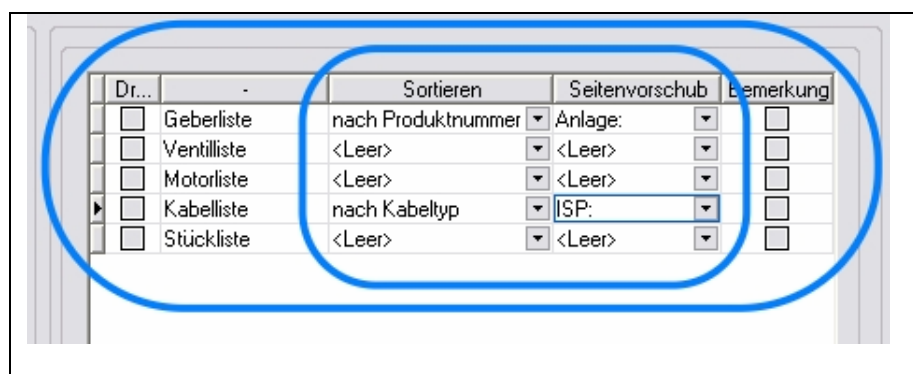 Dr... - Sortieren Seitenvorschub Bemerkung
Geberliste nach Produktnummer Anlage:
Ventilliste <Leer> <Leer>
Motorliste <Leer> <Leer>
Kabelliste nach Kabeltyp ISP:
Stückliste <Leer> <Leer>